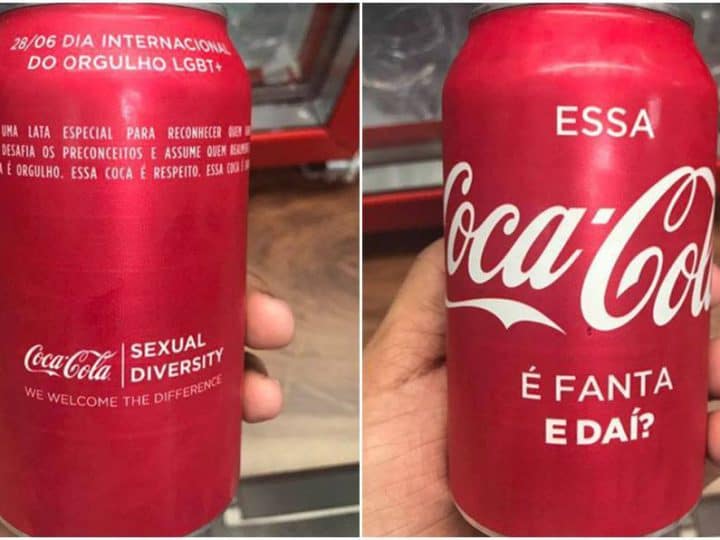 28/06 DIA INTERNACIONAL
DO ORGULHO LGBT+
UMA LATA ESPECIAL PARA RECONHECER QUEM
DESAFIA OS PRECONCEITOS E ASSUME QUEM
É ORGULHO. ESSA COCA É RESPEITO. ESSA COCA É
Coca-Cola
SEXUAL
DIVERSITY
WE WELCOME THE DIFFERENCE
ESSA
Coca-Cola
É FANTA
E DAÍ?